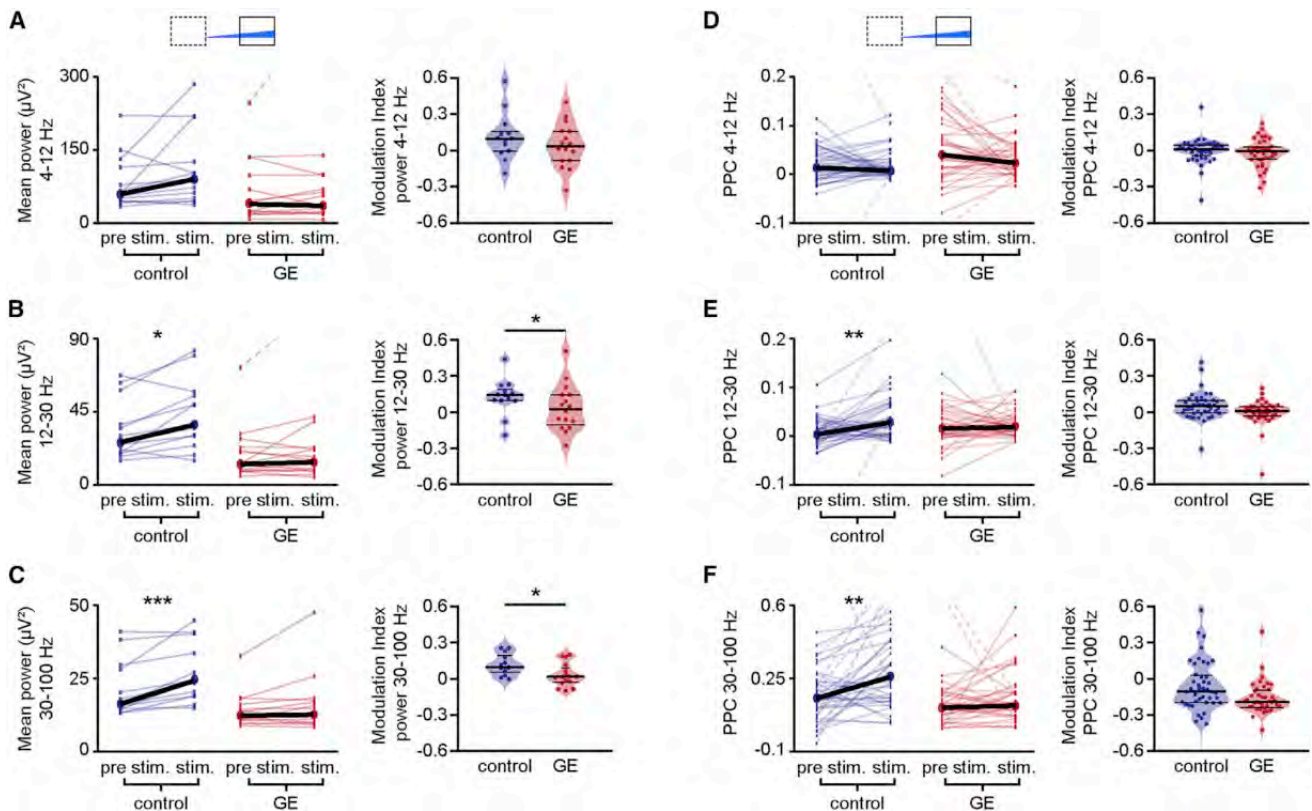 A
Mean power (µV²)
4-12 Hz
300
150
0
pre stim.
stim.
pre stim.
stim.
control
GE
Modulation Index
power 4-12 Hz
0.6
0.3
0
-0.3
-0.6
control
GE
D
PPC 4-12 Hz
0.2
0.1
0
-0.1
pre stim.
stim.
pre stim.
stim.
control
GE
Modulation Index
PPC 4-12 Hz
0.6
0.3
0
-0.3
-0.6
control
GE
B
Mean power (µV²)
12-30 Hz
90
45
0
*
pre stim.
stim.
pre stim.
stim.
control
GE
Modulation Index
power 12-30 Hz
0.6
0.3
0
-0.3
-0.6
*
control
GE
E
PPC 12-30 Hz
0.2
0.1
0
-0.1
**
pre stim.
stim.
pre stim.
stim.
control
GE
Modulation Index
PPC 12-30 Hz
0.6
0.3
0
-0.3
-0.6
control
GE
C
Mean power (µV²)
30-100 Hz
50
25
0
***
pre stim.
stim.
pre stim.
stim.
control
GE
Modulation Index
power 30-100 Hz
0.6
0.3
0
-0.3
-0.6
*
control
GE
F
PPC 30-100 Hz
0.6
0.25
-0.1
**
pre stim.
stim.
pre stim.
stim.
control
GE
Modulation Index
PPC 30-100 Hz
0.6
0.3
0
-0.3
-0.6
control
GE